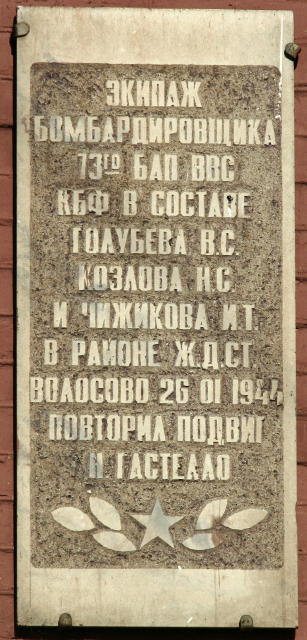 ЭКИПАЖ
БОМБАРДИРОВЩИКА
73ГО БАП ВВС
КБФ В СОСТАВЕ
ГОЛУБЕВА В.С.
КОЗЛОВА Н.С.
И ЧИЖИКОВА И.Т.
В РАЙОНЕ Ж.Д.СТ.
ВОЛОСОВО 26 01 1944
ПОВТОРИЛ ПОДВИГ
Н. ГАСТЕЛЛО